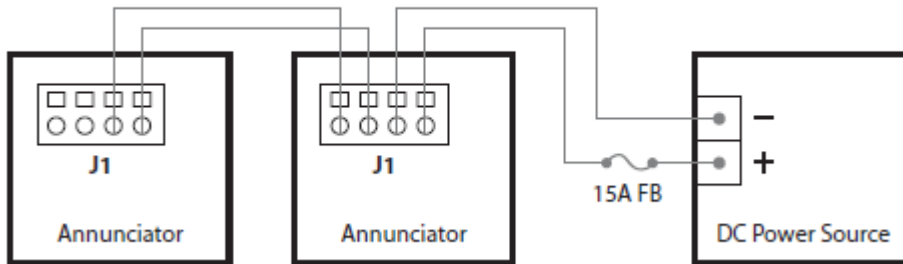 J1
J1
−
+
15A FB
Annunciator
Annunciator
DC Power Source